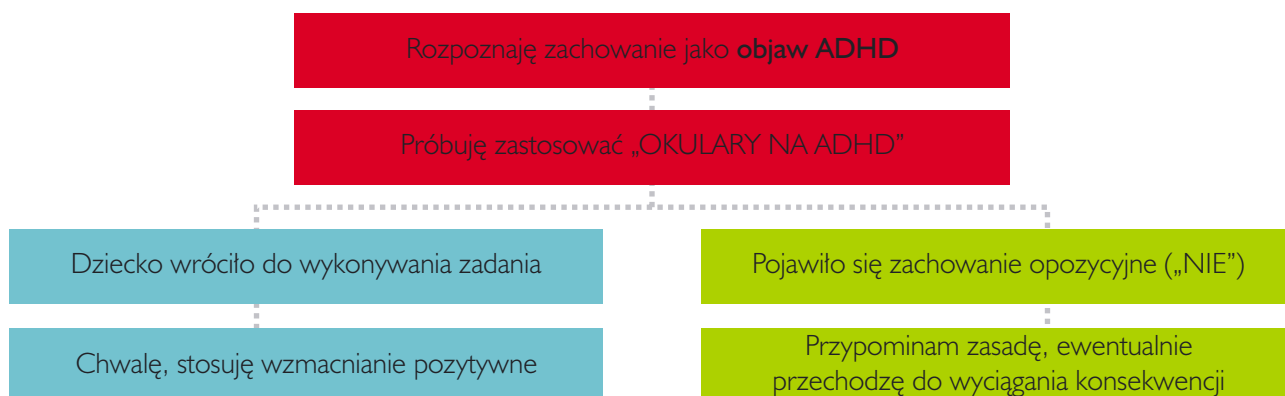 Rozpoznaję zachowanie jako objaw ADHD
Próbuję zastosować „OKULARY NA ADHD”
Dziecko wróciło do wykonywania zadania
Pojawiło się zachowanie opozycyjne („NIE”)
Chwalę, stosuję wzmacnianie pozytywne
Przypominam zasadę, ewentualnie
przechodzę do wyciągania konsekwencji